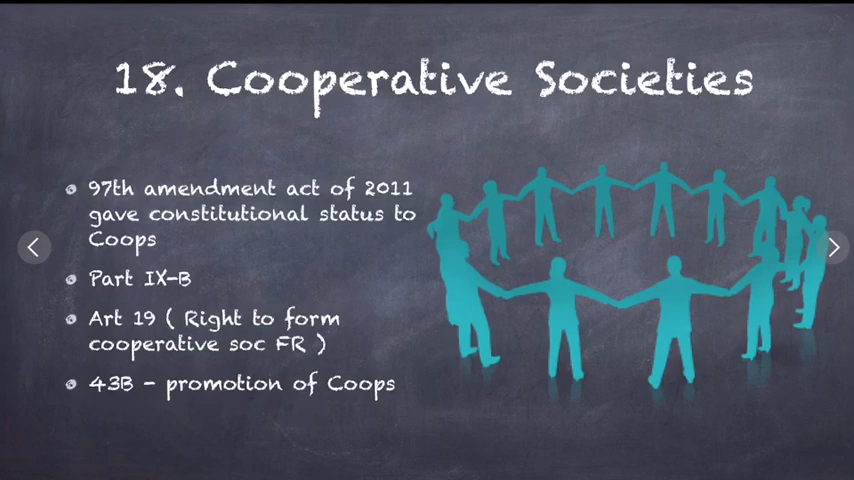 18. Cooperative Societies
97th amendment act of 2011
gave constitutional status to
Coops
Part IX-B
Art 19 ( Right to form
cooperative soc FR )
43B - promotion of Coops